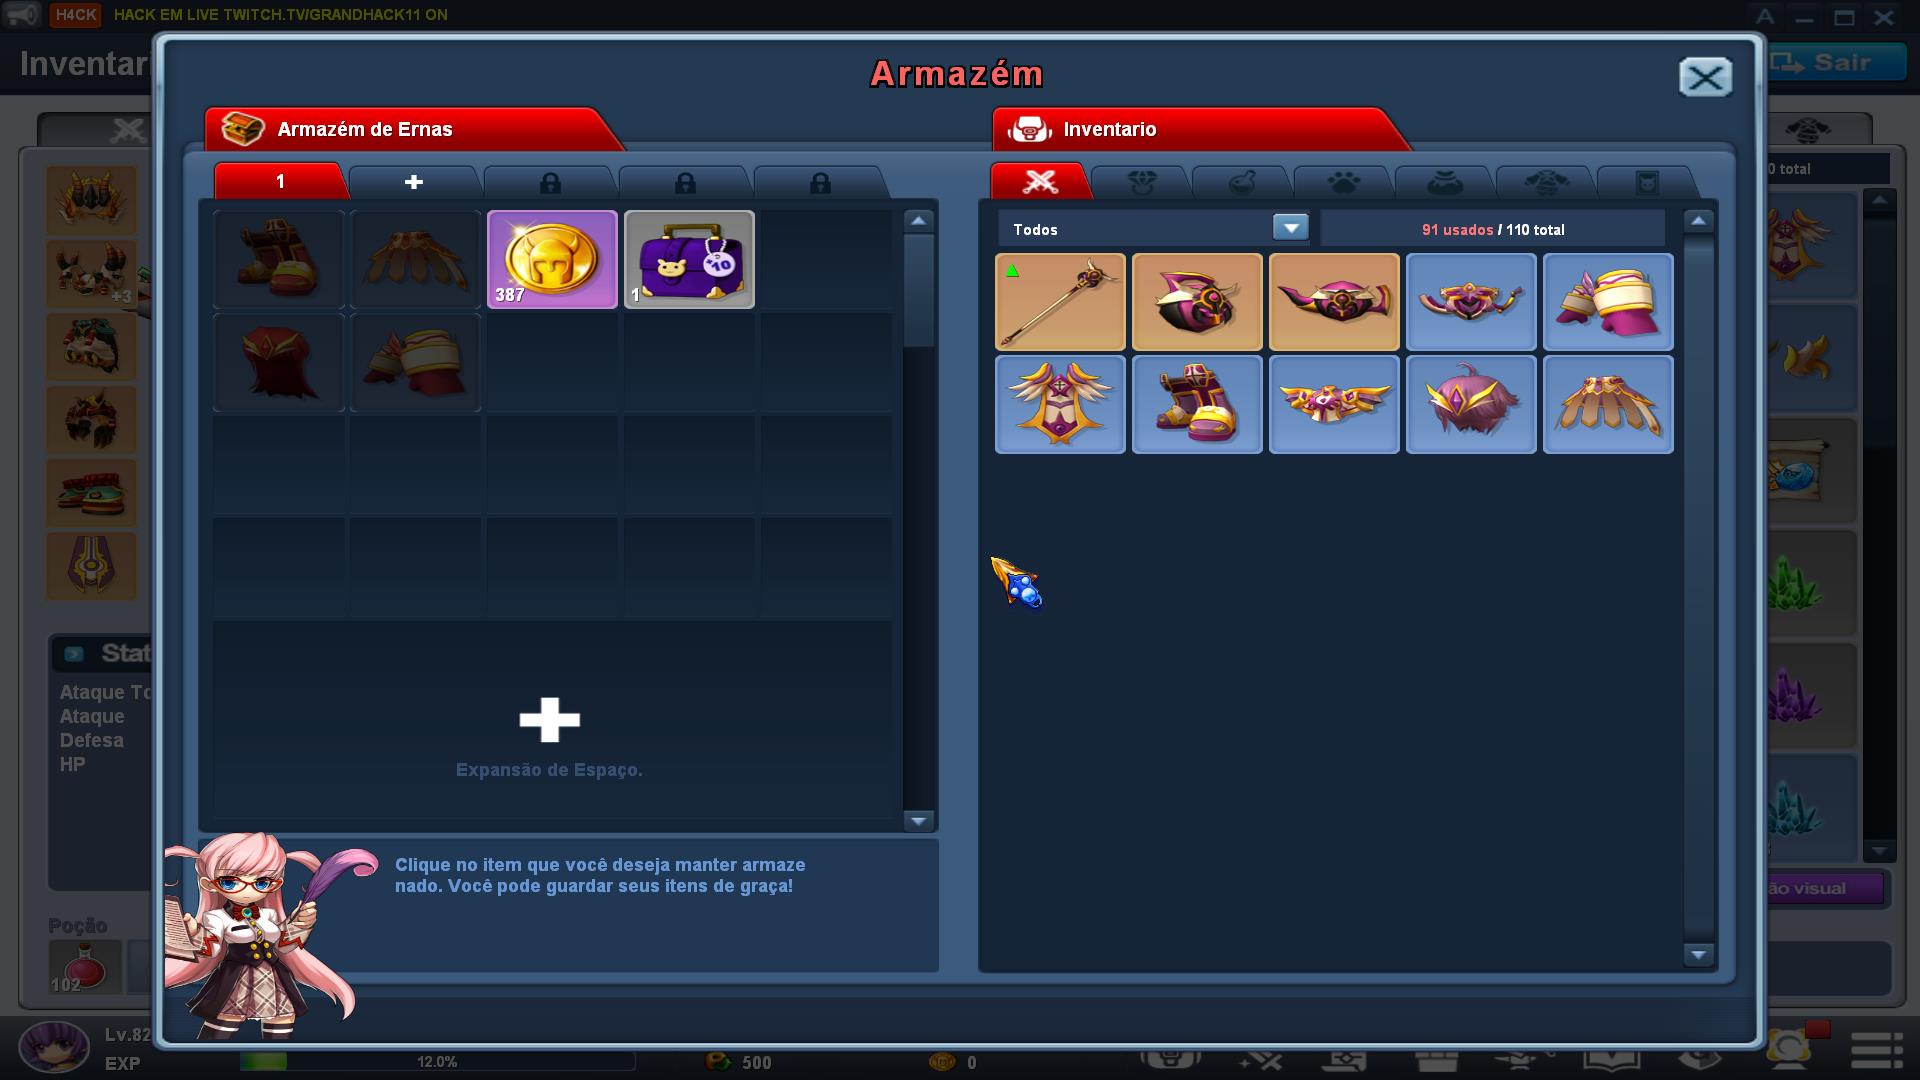 H4CK HACK EM LIVE TWITCH.TV/GRANDHACK11 ON
Inventari
Sair
Armazém
Armazém de Ernas
Inventario
1
0 total
Todos
91 usados / 110 total
387
1
10
+3
Stat
Ataque To
Ataque
Defesa
HP
Expansão de Espaço.
Clique no item que você deseja manter armaze
nado. Você pode guardar seus itens de graça!
ão visual
Poção
102
Lv.82
EXP
12.0%
500
0